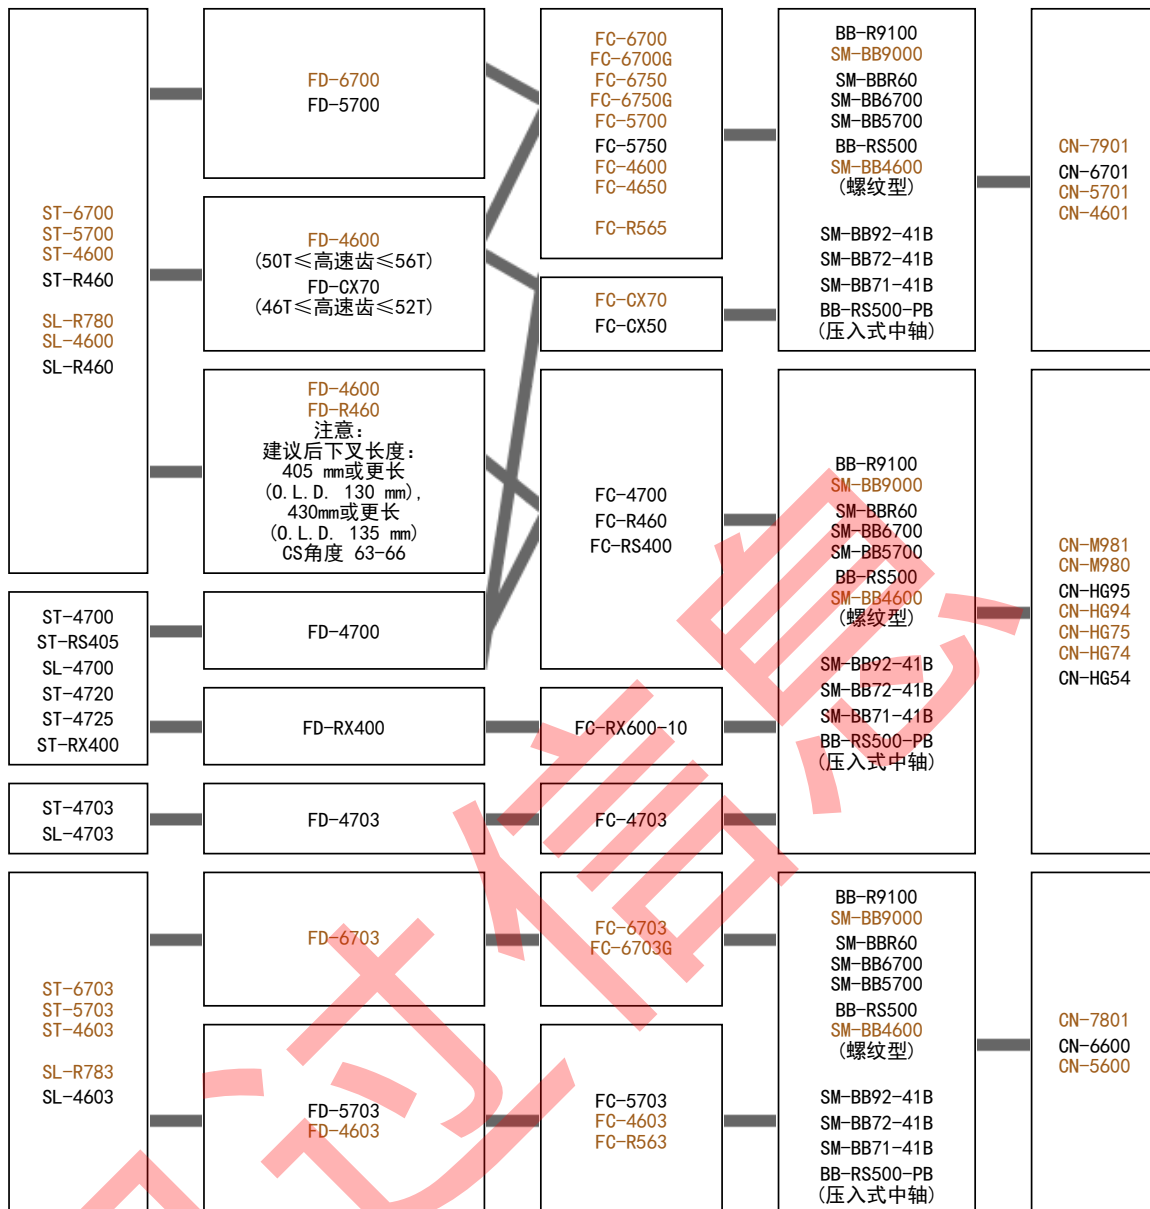 ST-6700
ST-5700
ST-4600
ST-R460
SL-R780
SL-4600
SL-R460
FD-6700
FD-5700
FD-4600
(50T≤高速齿≤56T)
FD-CX70
(46T≤高速齿≤52T)
FD-4600
FD-R460
注意:
建议后下叉长度:
405 mm或更长
(O.L.D. 130 mm),
430mm或更长
(O.L.D. 135 mm)
CS角度 63-66
FC-6700
FC-6700G
FC-6750
FC-6750G
FC-5700
FC-5750
FC-4600
FC-4650
FC-R565
FC-CX70
FC-CX50
BB-R9100
SM-BB9000
SM-BBR60
SM-BB6700
SM-BB5700
BB-RS500
SM-BB4600
(螺纹型)
SM-BB92-41B
SM-BB72-41B
SM-BB71-41B
BB-RS500-PB
(压入式中轴)
CN-7901
CN-6701
CN-5701
CN-4601
ST-4700
ST-RS405
SL-4700
ST-4720
ST-4725
ST-RX400
FD-4700
FD-RX400
FC-4700
FC-R460
FC-RS400
FC-RX600-10
ST-4703
SL-4703
FD-4703
FC-4703
BB-R9100
SM-BB9000
SM-BBR60
SM-BB6700
SM-BB5700
BB-RS500
SM-BB4600
(螺纹型)
SM-BB92-41B
SM-BB72-41B
SM-BB71-41B
BB-RS500-PB
(压入式中轴)
CN-M981
CN-M980
CN-HG95
CN-HG94
CN-HG75
CN-HG74
CN-HG54
ST-6703
ST-5703
ST-4603
SL-R783
SL-4603
FD-6703
FD-5703
FD-4603
FC-6703
FC-6703G
FC-5703
FC-4603
FC-R563
BB-R9100
SM-BB9000
SM-BBR60
SM-BB6700
SM-BB5700
BB-RS500
SM-BB4600
(螺纹型)
SM-BB92-41B
SM-BB72-41B
SM-BB71-41B
BB-RS500-PB
(压入式中轴)
CN-7801
CN-6600
CN-5600
过信息